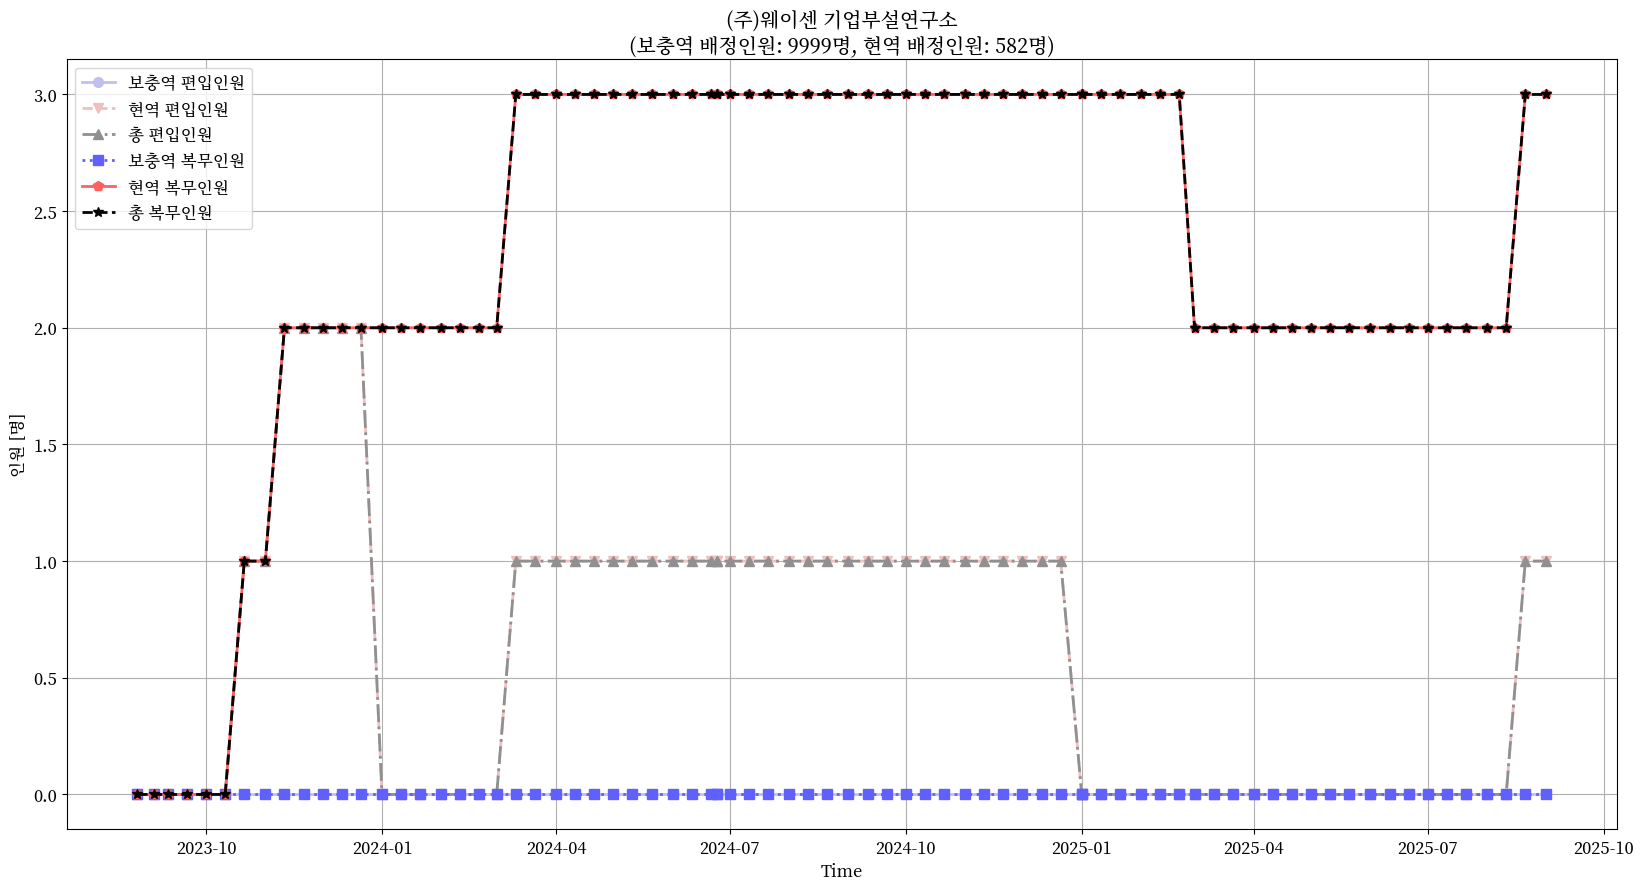 (주)웨이센 기업부설연구소
(보충역 배정인원: 9999명, 현역 배정인원: 582명)
보충역 편입인원
현역 편입인원
총 편입인원
보충역 복무인원
현역 복무인원
총 복무인원
3.0
2.5
2.0
1.5
1.0
0.5
0.0
인원 [명]
2023-10
2024-01
2024-04
2024-07
2024-10
2025-01
2025-04
2025-07
2025-10
Time